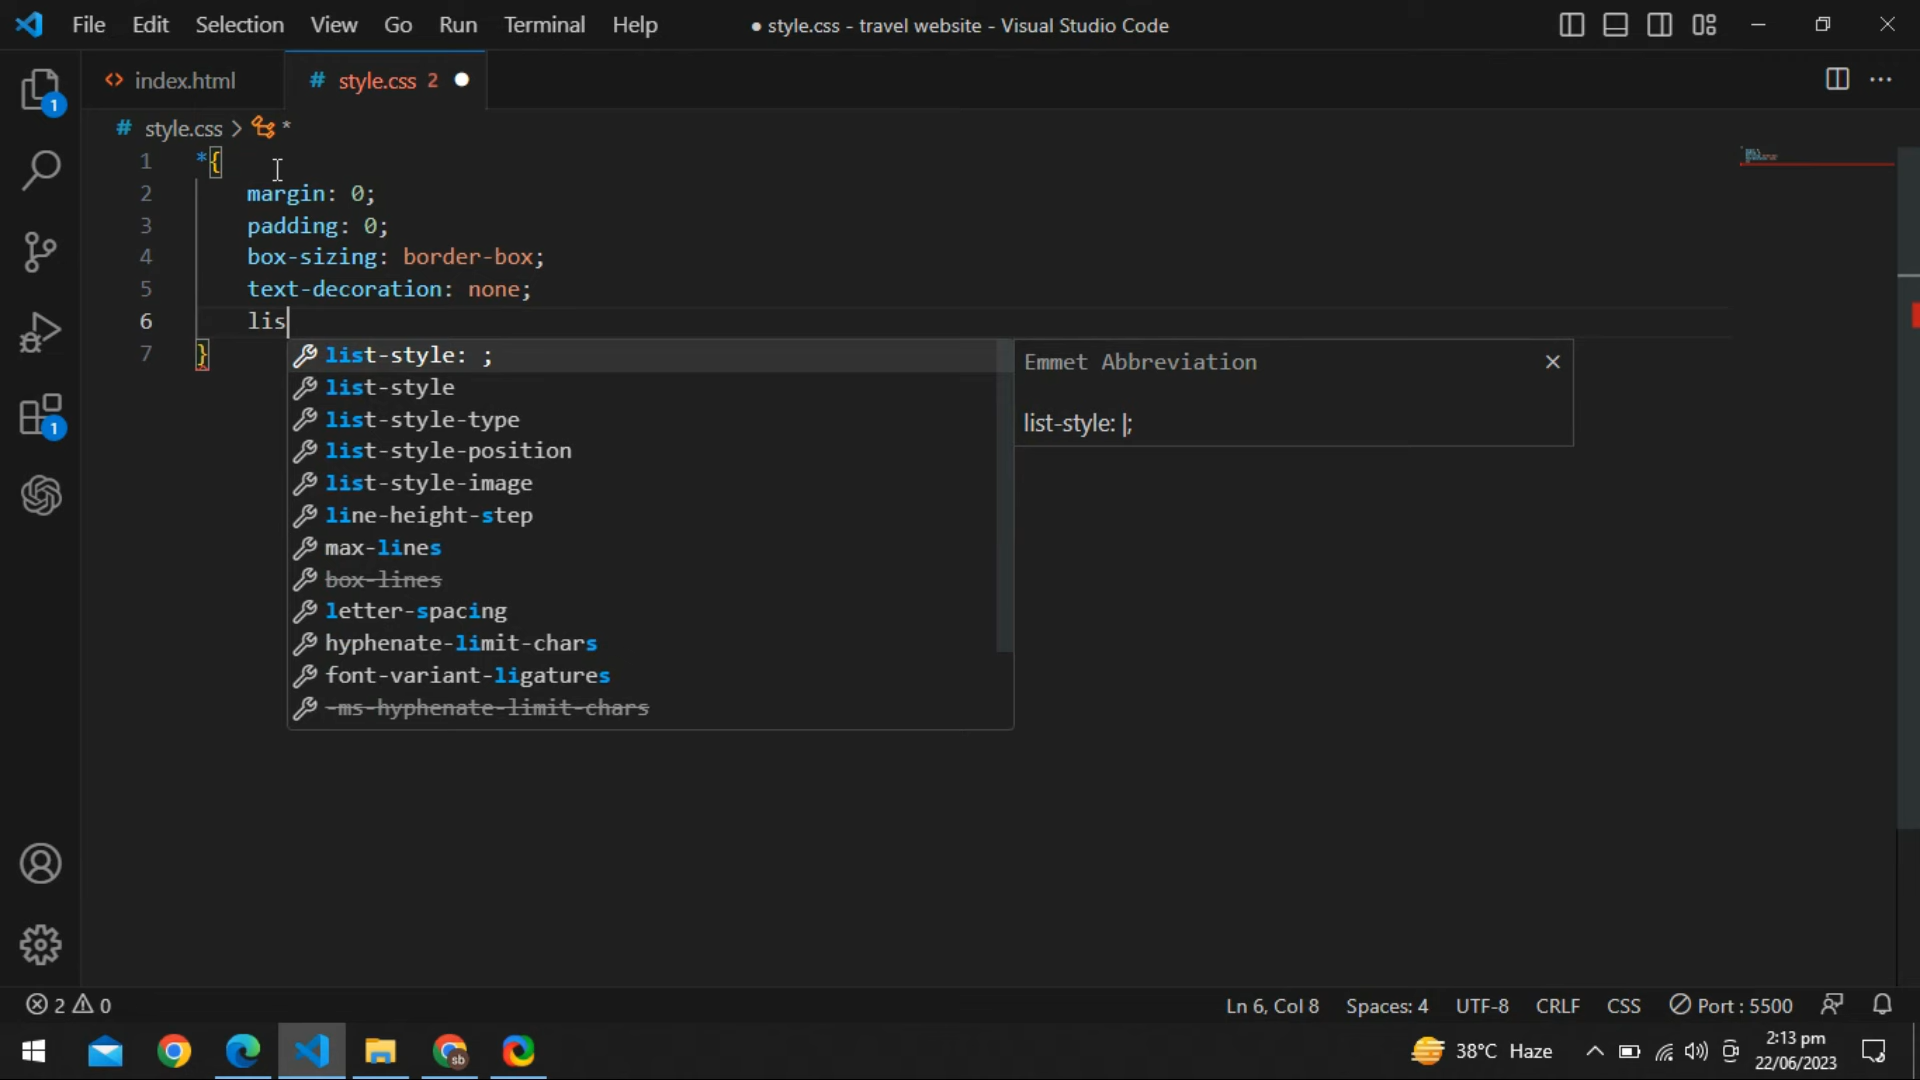 File Edit Selection View Go Run Terminal Help
● style.css - travel website - Visual Studio Code
<> index.html
# style.css 2 ●
# style.css > *
1 *{
2 margin: 0;
3 padding: 0;
4 box-sizing: border-box;
5 text-decoration: none;
6 lis
7 }
list-style: ;
list-style
list-style-type
list-style-position
list-style-image
line-height-step
max-lines
box-lines
letter-spacing
hyphenate-limit-chars
font-variant-ligatures
-ms-hyphenate-limit-chars
Emmet Abbreviation
list-style: |;
1
1
2 0
Ln 6, Col 8 Spaces: 4 UTF-8 CRLF CSS Port : 5500
sb
38°C Haze
2:13 pm
22/06/2023